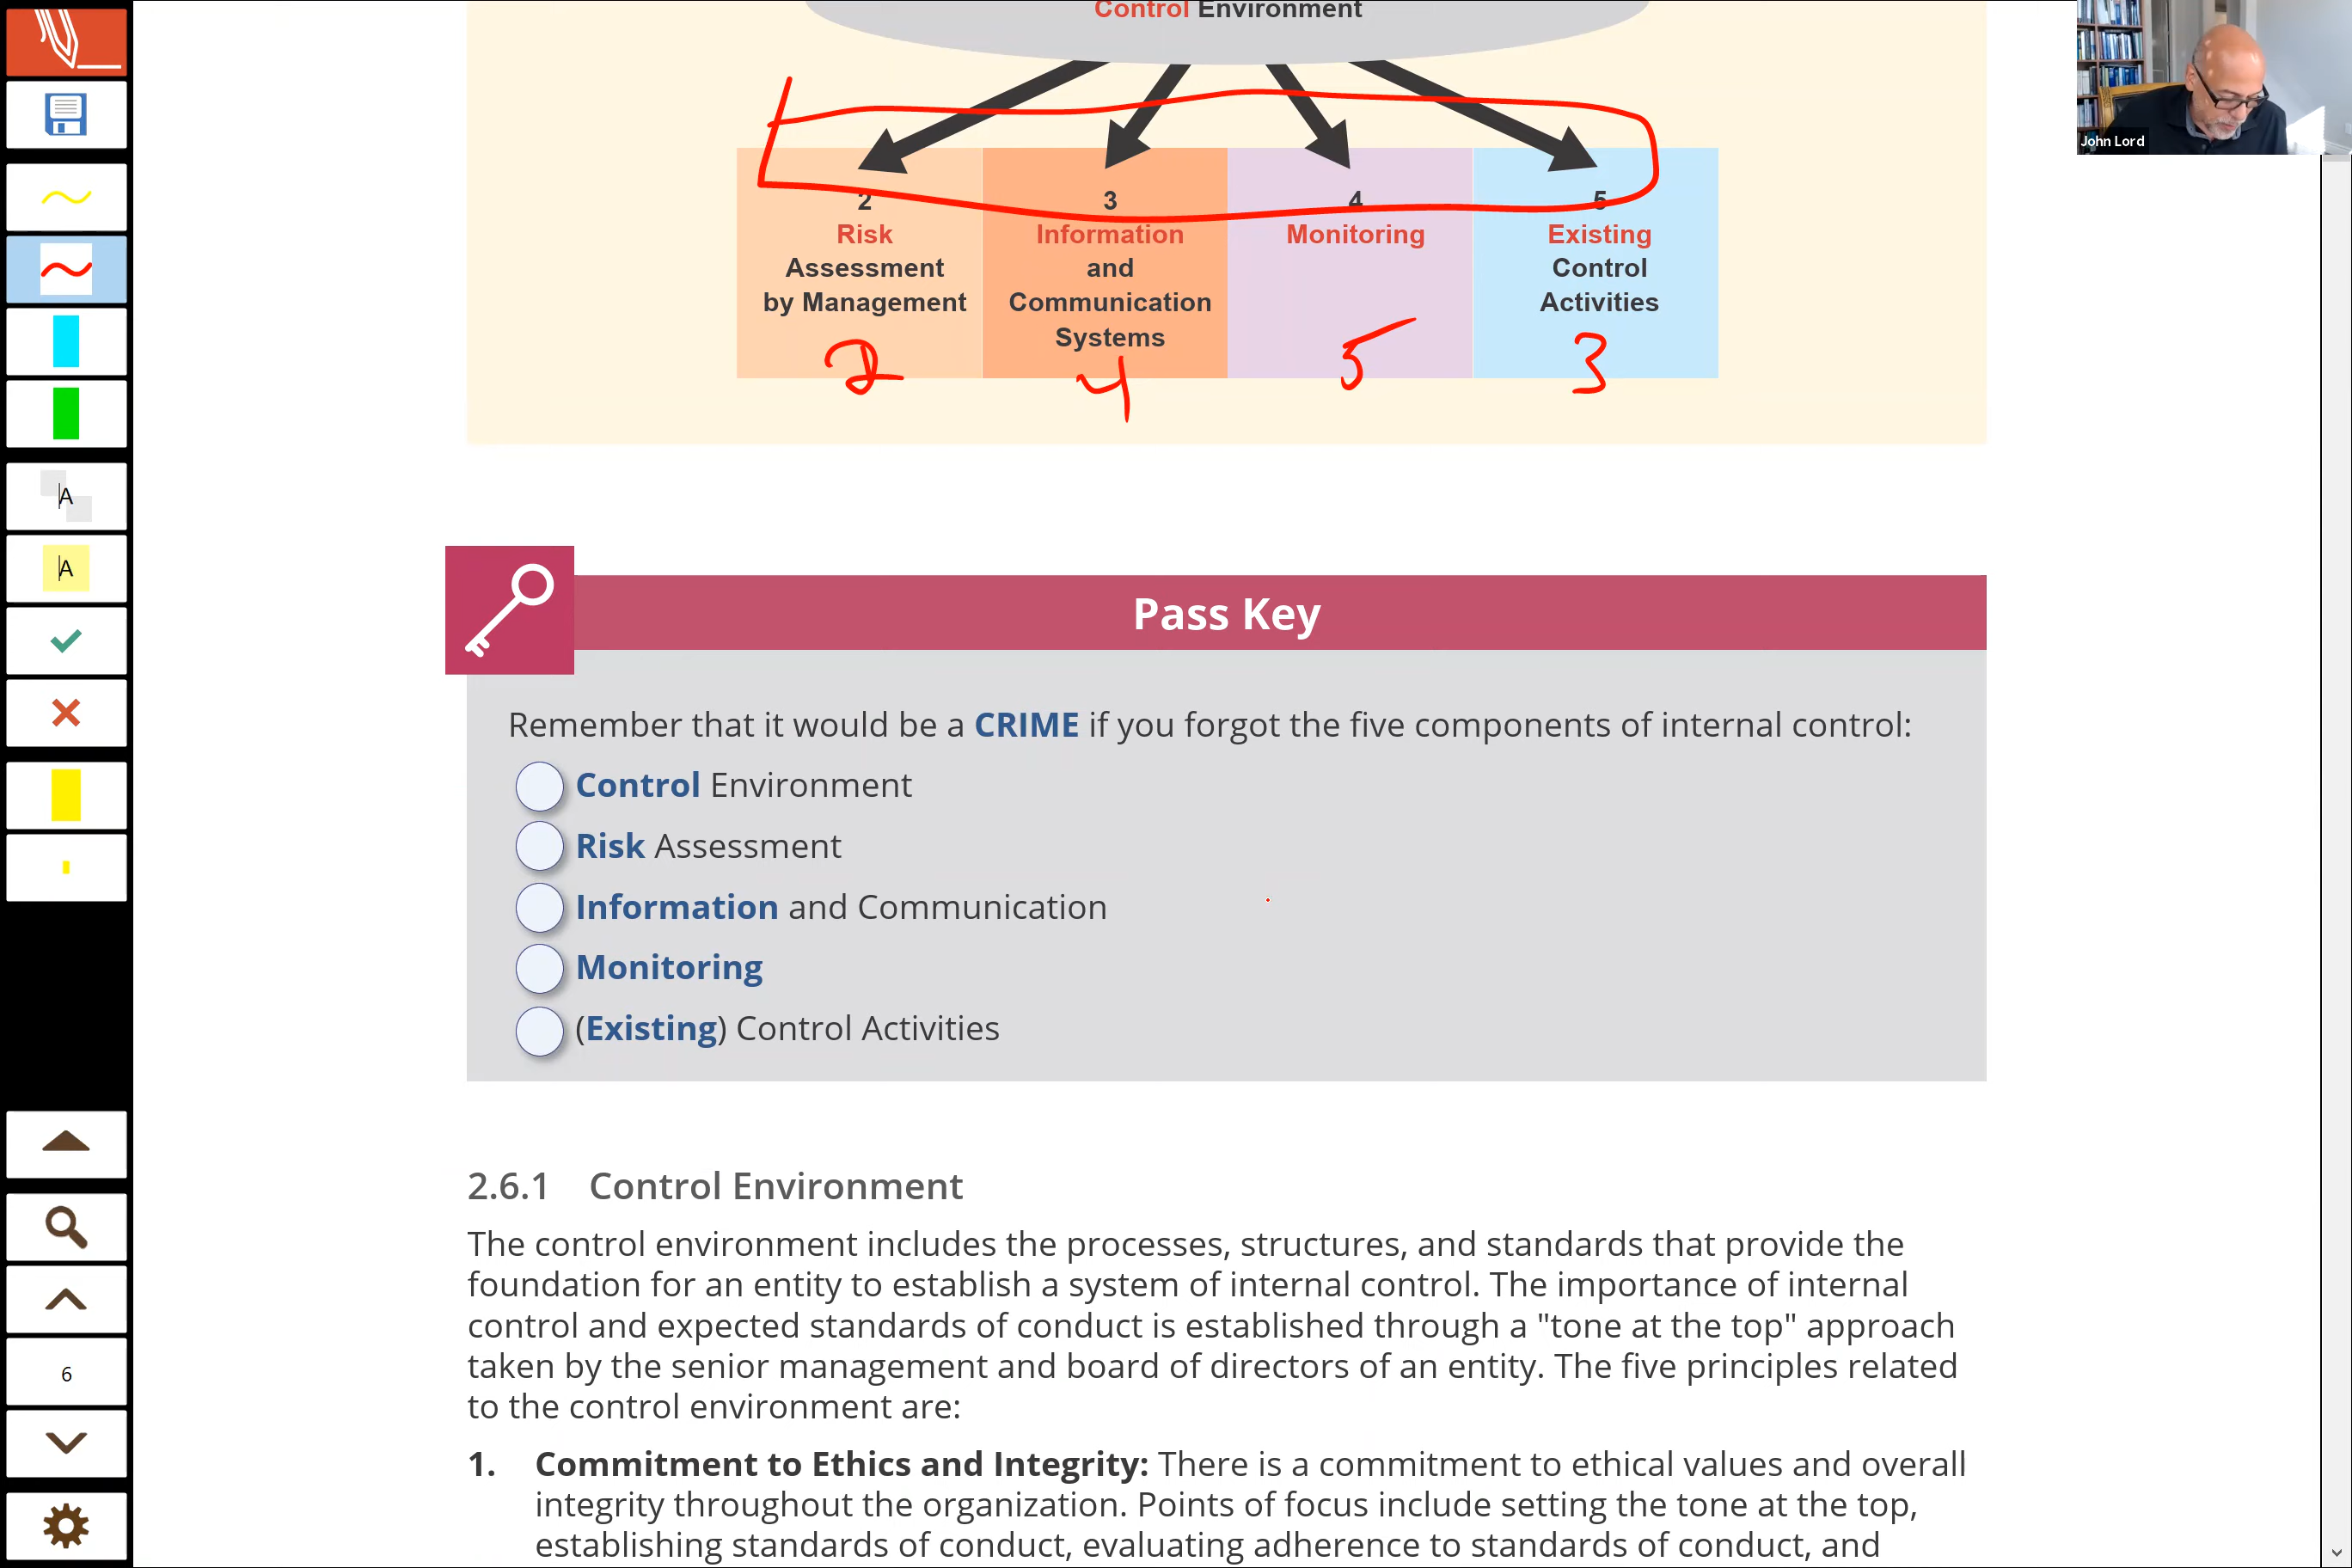 Control Environment
John Lord
2 3 4 5
Risk Information Monitoring Existing
Assessment and Control
by Management Communication Activities
Systems
2 4 5 3
A
A
Pass Key
Remember that it would be a CRIME if you forgot the five components of internal control:
Control Environment
Risk Assessment
Information and Communication
Monitoring
(Existing) Control Activities
2.6.1 Control Environment
The control environment includes the processes, structures, and standards that provide the
foundation for an entity to establish a system of internal control. The importance of internal
control and expected standards of conduct is established through a "tone at the top" approach
taken by the senior management and board of directors of an entity. The five principles related
to the control environment are:
6
1. Commitment to Ethics and Integrity: There is a commitment to ethical values and overall
integrity throughout the organization. Points of focus include setting the tone at the top,
establishing standards of conduct, evaluating adherence to standards of conduct, and